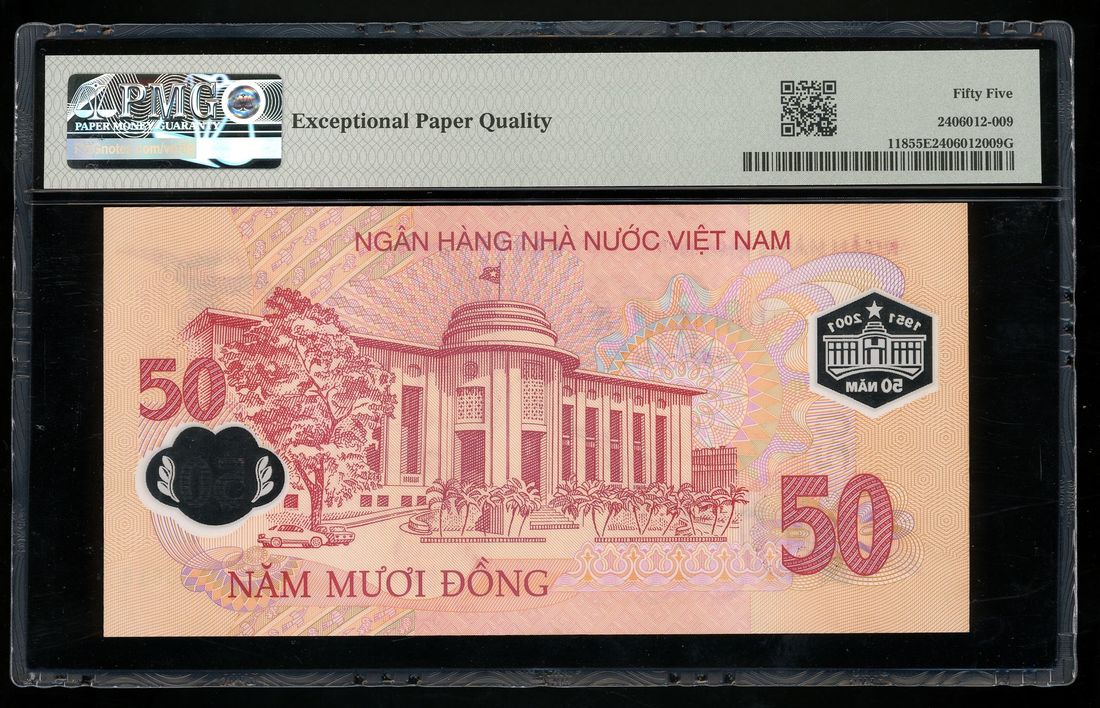 PMG
PAPER MONEY GUARANTY
Exceptional Paper Quality
Fifty Five
2406012-009
11855E2406012009G
NGÂN HÀNG NHÀ NƯỚC VIỆT NAM
1951 2001
50 NĂM
50
50
50
NĂM MƯƠI ĐỒNG